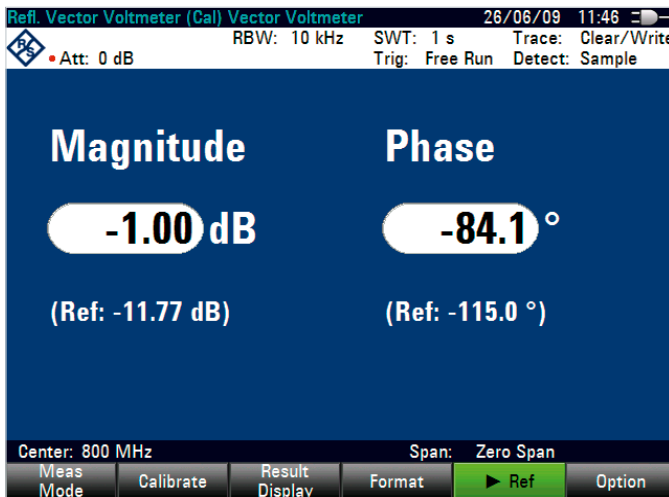 Refl. Vector Voltmeter (Cal) Vector Voltmeter 26/06/09 11:46
RBW: 10 kHz SWT: 1 s Trace: Clear/Write
• Att: 0 dB Trig: Free Run Detect: Sample
R&S
Magnitude Phase
-1.00 dB -84.1 °
(Ref: -11.77 dB) (Ref: -115.0 °)
Center: 800 MHz Span: Zero Span
Meas Mode Calibrate Result Display Format ► Ref Option